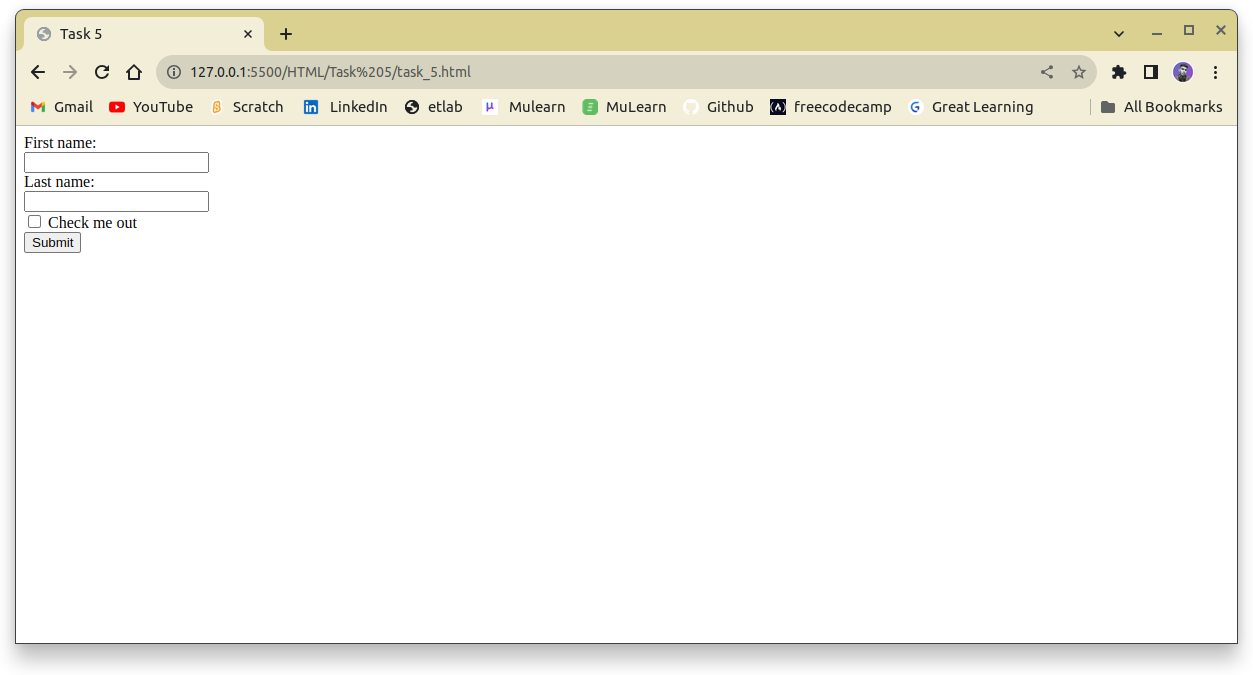 Task 5
127.0.0.1:5500/HTML/Task%205/task_5.html
Gmail YouTube Scratch LinkedIn etlab Mulearn MuLearn Github freecodecamp Great Learning All Bookmarks
First name:
Last name:
Check me out
Submit